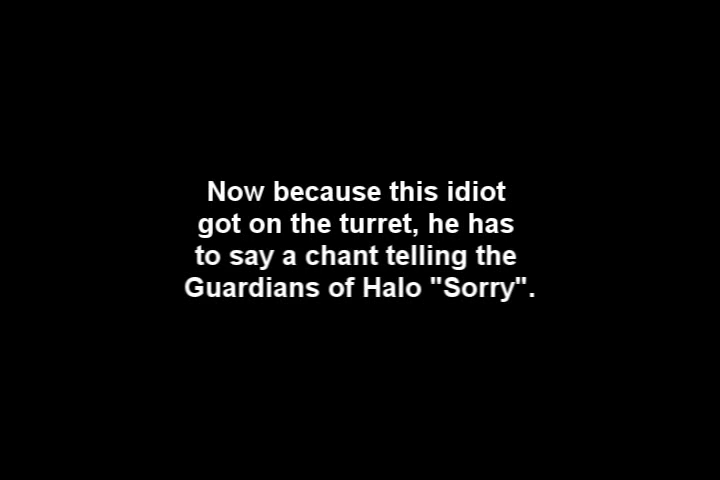 Now because this idiot
got on the turret, he has
to say a chant telling the
Guardians of Halo "Sorry".